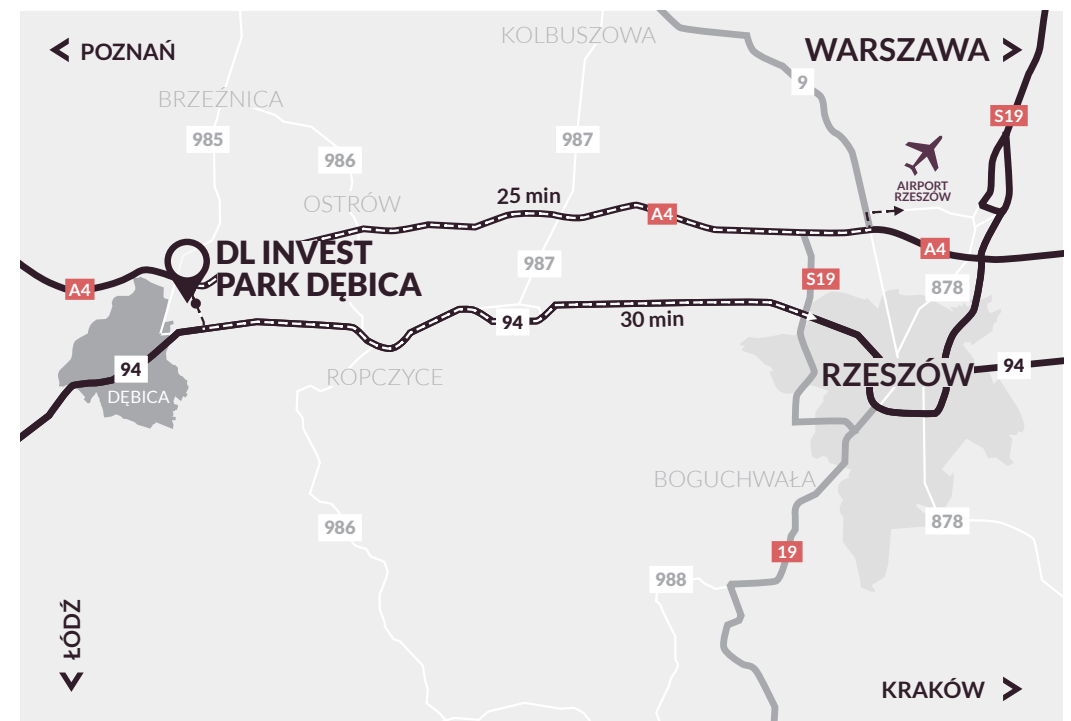 KOLBUSZOWA
POZNAŃ
WARSZAWA
9
BRZEŹNICA
S19
985
986
987
AIRPORT
RZESZÓW
25 min
OSTRÓW
A4
A4
DL INVEST
PARK DĘBICA
987
S19
878
A4
94
30 min
94
RZESZÓW
94
ROPCZYCE
DĘBICA
BOGUCHWAŁA
986
878
19
988
ŁÓDŹ
KRAKÓW